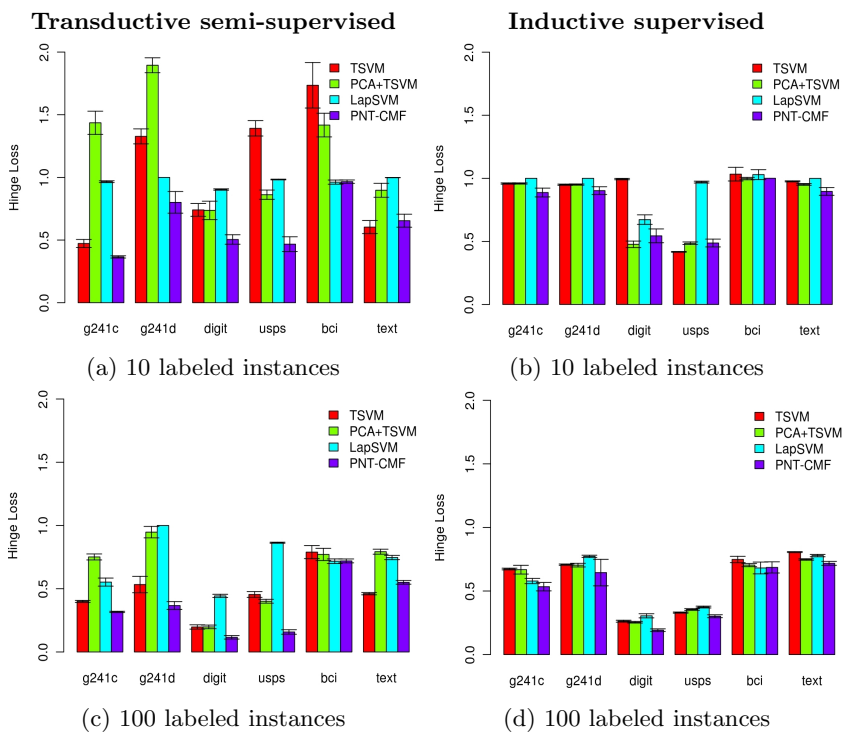 Transductive semi-supervised
Inductive supervised
Hinge Loss
0.0 0.5 1.0 1.5 2.0
TSVM
PCA+TSVM
LapSVM
PNT-CMF
g241c g241d digit usps bci text
(a) 10 labeled instances
Hinge Loss
0.0 0.5 1.0 1.5 2.0
TSVM
PCA+TSVM
LapSVM
PNT-CMF
g241c g241d digit usps bci text
(b) 10 labeled instances
Hinge Loss
0.0 0.5 1.0 1.5 2.0
TSVM
PCA+TSVM
LapSVM
PNT-CMF
g241c g241d digit usps bci text
(c) 100 labeled instances
Hinge Loss
0.0 0.5 1.0 1.5 2.0
TSVM
PCA+TSVM
LapSVM
PNT-CMF
g241c g241d digit usps bci text
(d) 100 labeled instances